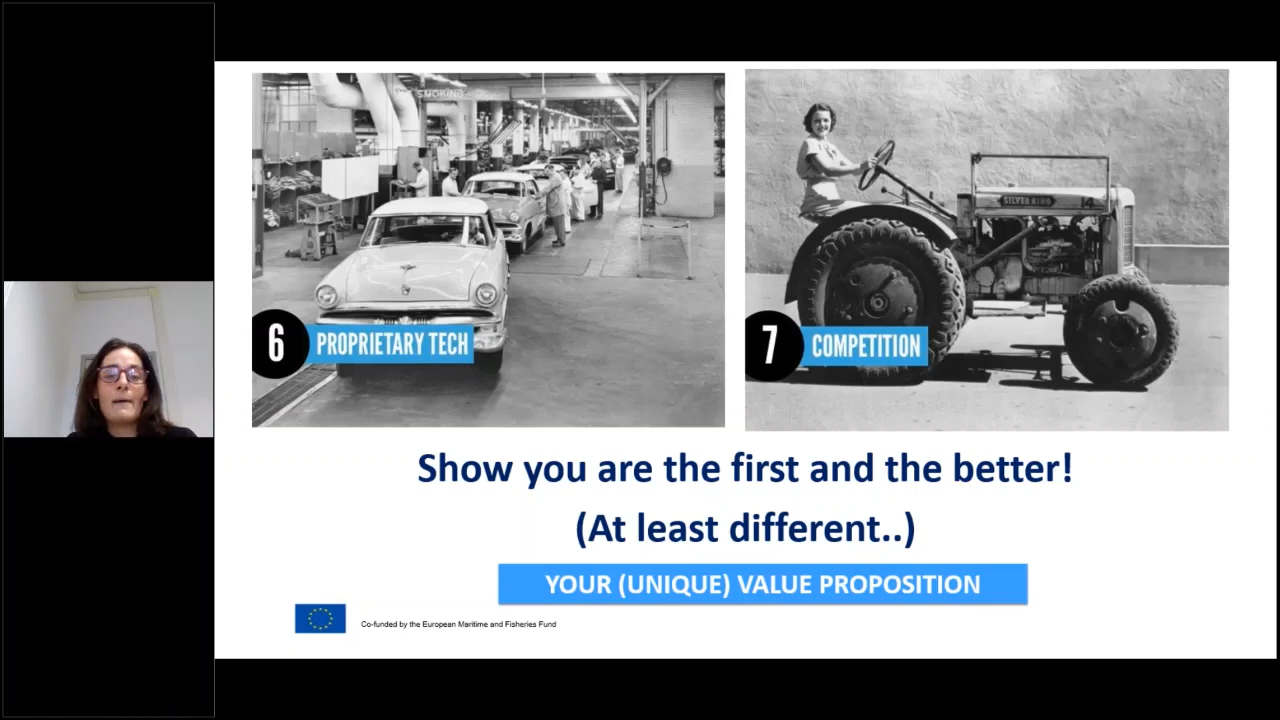 SMOKING
SILVER KING
6 PROPRIETARY TECH
7 COMPETITION
Show you are the first and the better!
(At least different..)
YOUR (UNIQUE) VALUE PROPOSITION
Co-funded by the European Maritime and Fisheries Fund